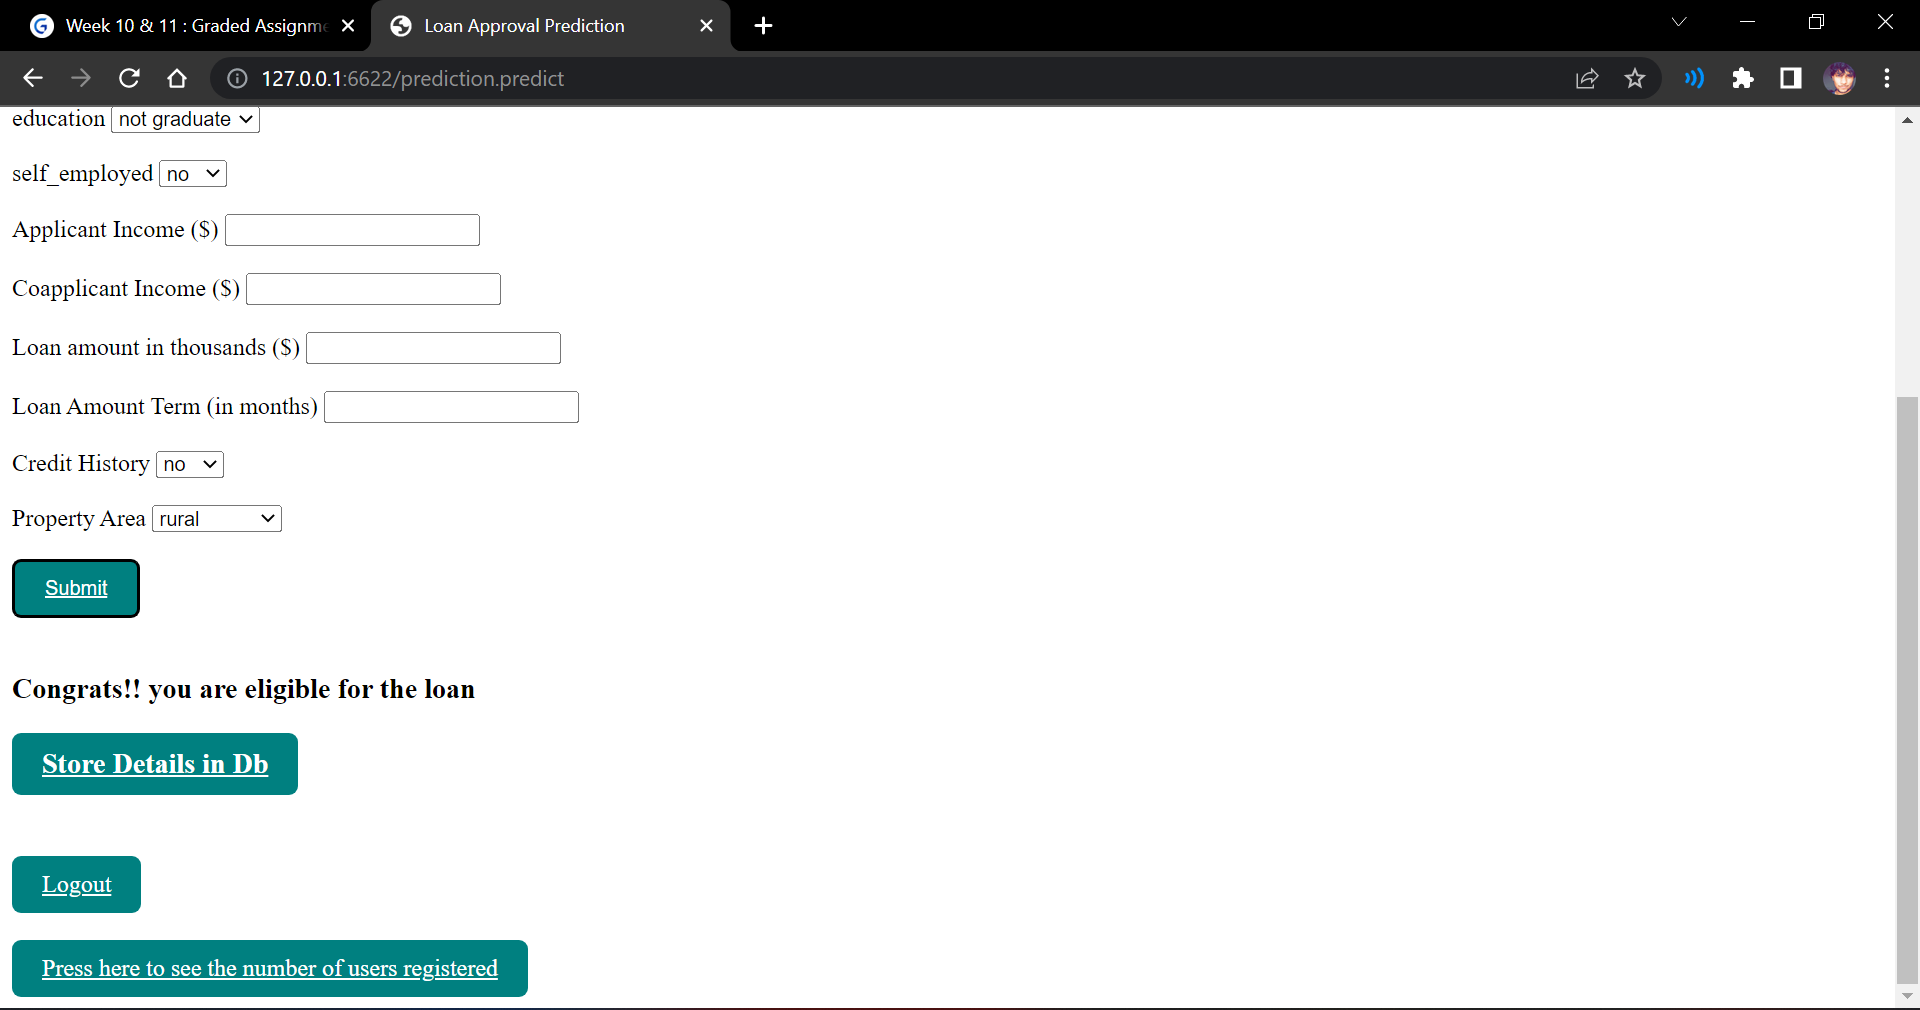 Week 10 & 11 : Graded Assignme
Loan Approval Prediction
127.0.0.1:6622/prediction.predict
education not graduate
self_employed no
Applicant Income ($)
Coapplicant Income ($)
Loan amount in thousands ($)
Loan Amount Term (in months)
Credit History no
Property Area rural
Submit
Congrats!! you are eligible for the loan
Store Details in Db
Logout
Press here to see the number of users registered